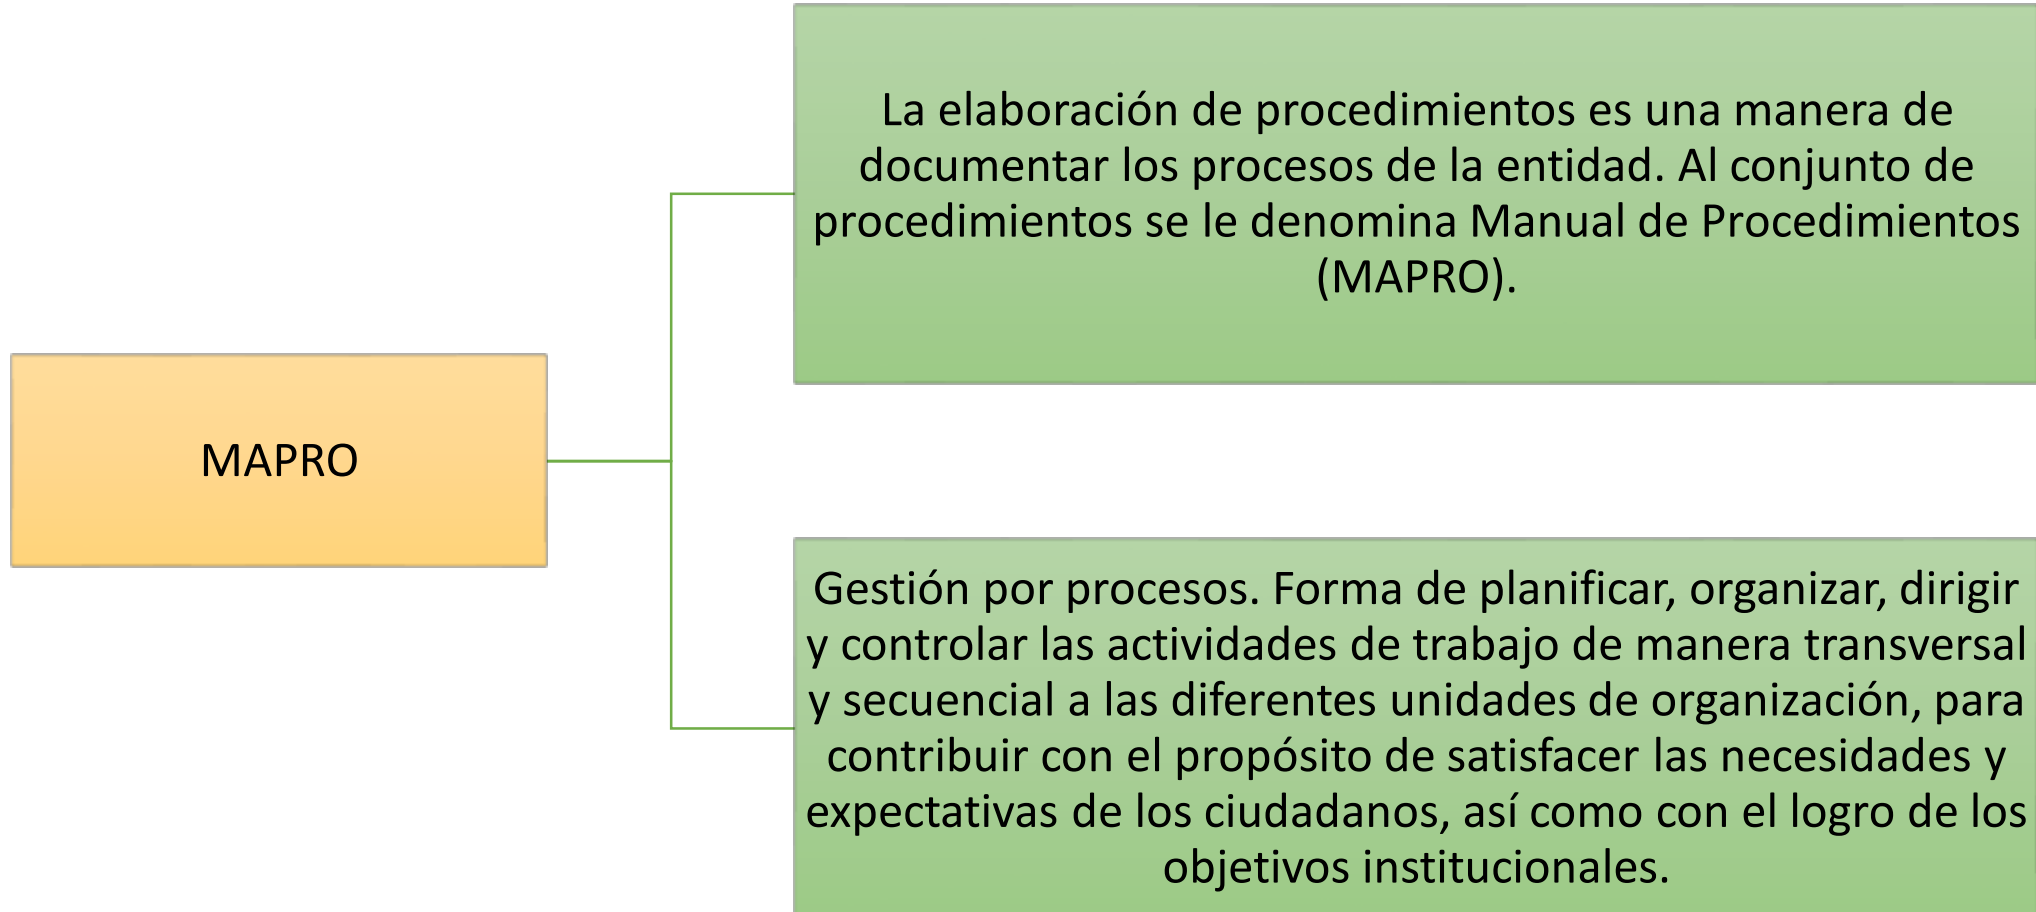 MAPRO
La elaboración de procedimientos es una manera de
documentar los procesos de la entidad. Al conjunto de
procedimientos se le denomina Manual de Procedimientos
(MAPRO).
Gestión por procesos. Forma de planificar, organizar, dirigir
y controlar las actividades de trabajo de manera transversal
y secuencial a las diferentes unidades de organización, para
contribuir con el propósito de satisfacer las necesidades y
expectativas de los ciudadanos, así como con el logro de los
objetivos institucionales.